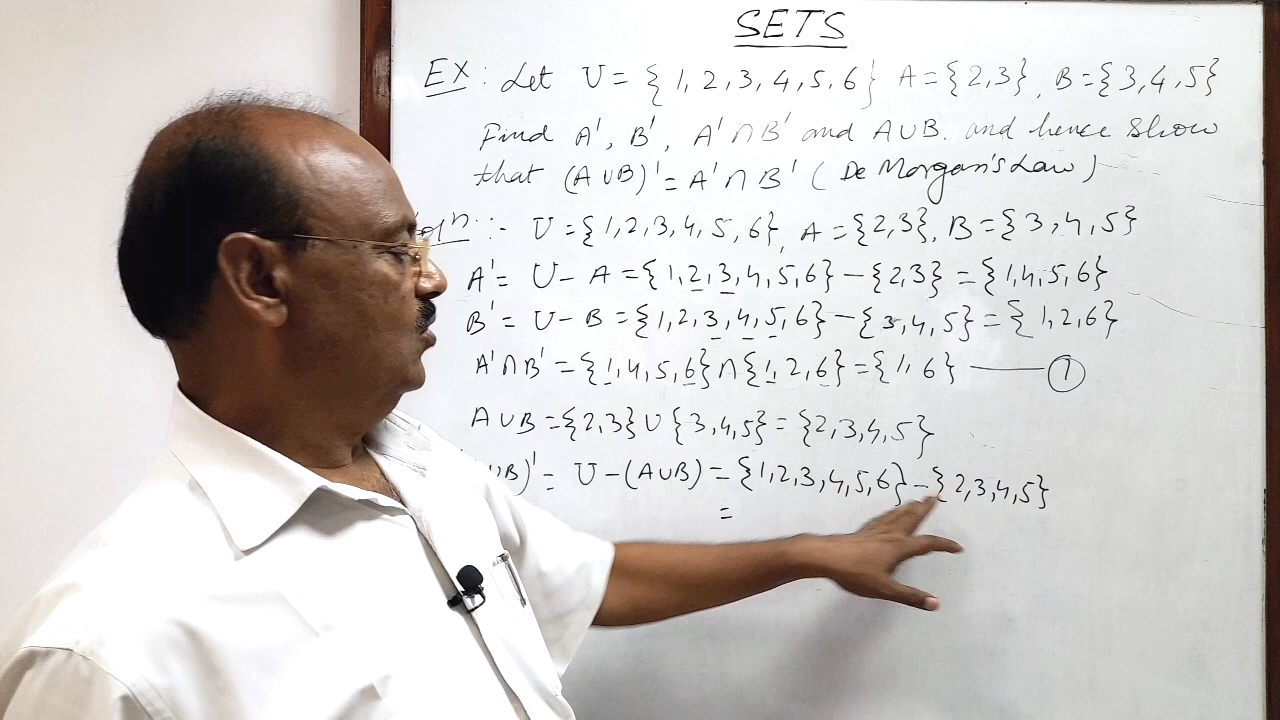 SETS
EX: Let U = { 1, 2, 3, 4, 5, 6 } A = {2,3}, B = {3,4,5}
Find A', B', A'∩B' and A∪B. and hence show
that (A∪B)' = A'∩B' (De Morgan's Law)
olⁿ :- U = {1,2,3,4,5,6}, A = {2,3}, B = {3,4,5}
A' = U - A = {1,2,3,4,5,6} - {2,3} = {1,4,5,6}
B' = U - B = {1,2,3,4,5,6} - {3,4,5} = {1,2,6}
A'∩B' = {1,4,5,6} ∩ {1,2,6} = {1,6} —— ①
A∪B = {2,3} ∪ {3,4,5} = {2,3,4,5}
∪B)' = U - (A∪B) = {1,2,3,4,5,6} - {2,3,4,5}
=